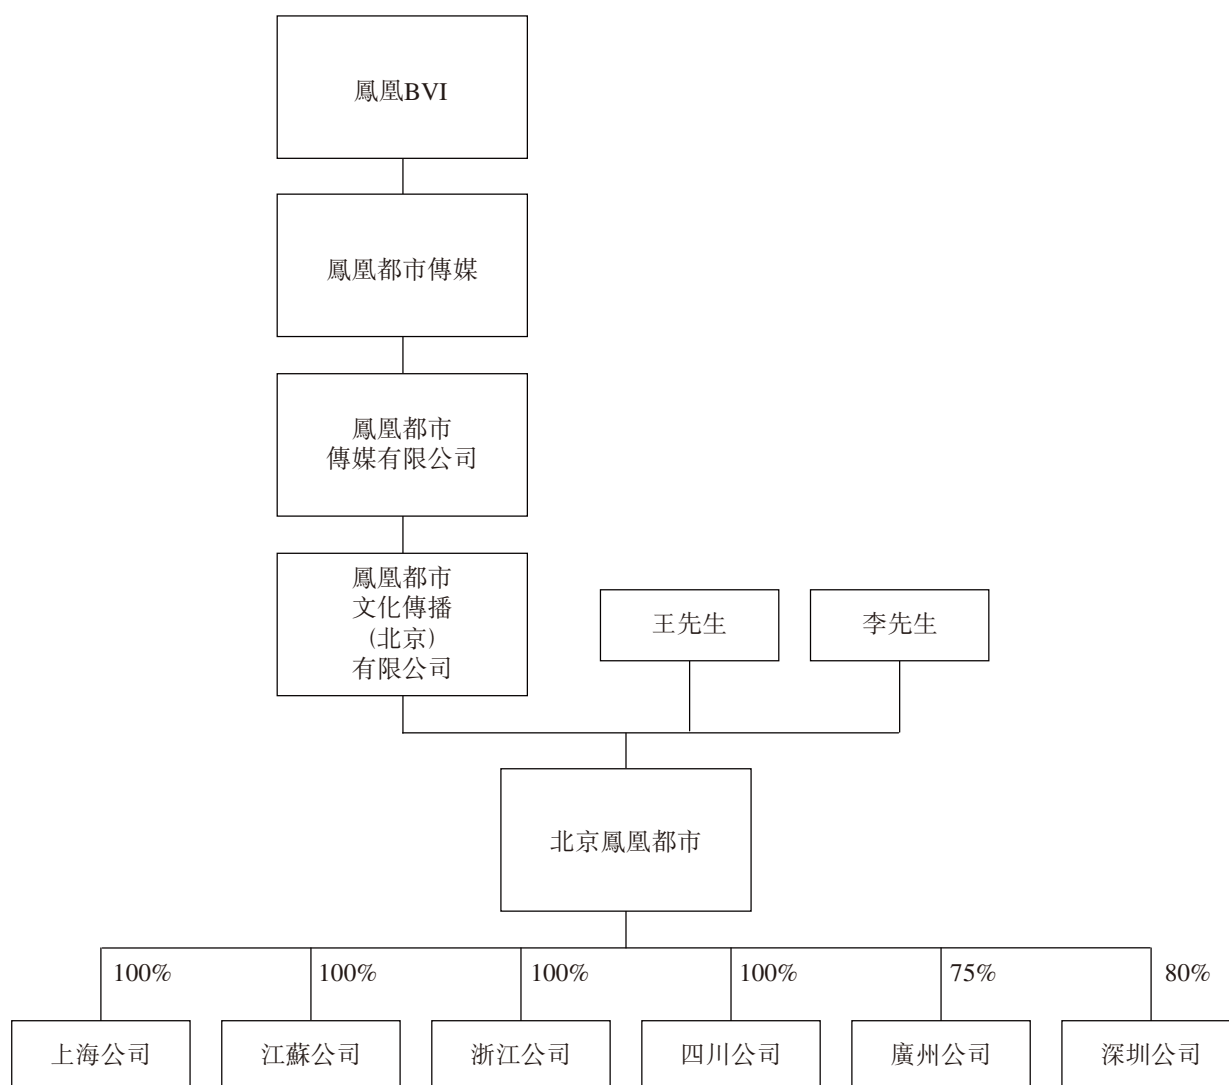 鳳凰BVI
鳳凰都市傳媒
鳳凰都市
傳媒有限公司
鳳凰都市
文化傳播
(北京)
有限公司
王先生
李先生
北京鳳凰都市
100%
100%
100%
100%
75%
80%
上海公司
江蘇公司
浙江公司
四川公司
廣州公司
深圳公司